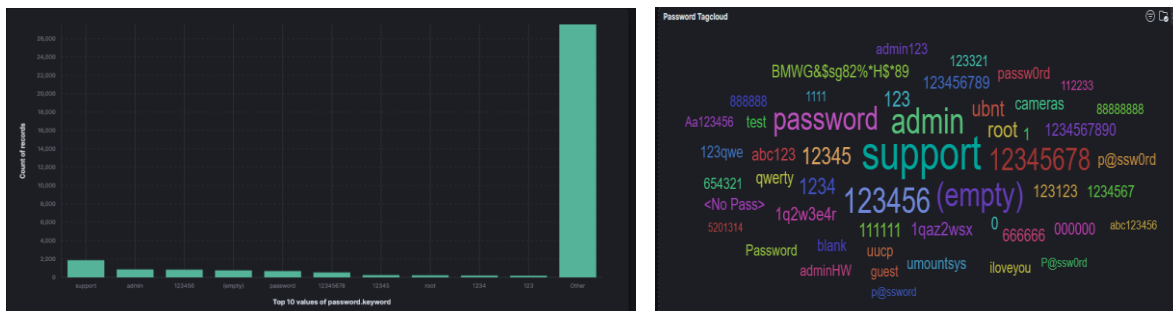 26,000
24,000
22,000
20,000
18,000
16,000
14,000
12,000
10,000
8,000
6,000
4,000
2,000
0
Count of records
support admin 123456 (empty) password 12345678 12345 root 1234 123 Other
Top 10 values of password.keyword
Password Tagcloud
admin123
123321
BMWG&$sg82%*H$*89
123456789
passw0rd
112233
888888
1111
123
ubnt
cameras
88888888
Aa123456
test
password
admin
root
1
1234567890
123qwe
abc123
12345
support
12345678
p@ssw0rd
654321
qwerty
1234
123456
(empty)
123123
1234567
<No Pass>
1q2w3e4r
5201314
111111
1qaz2wsx
0
666666
000000
abc123456
Password
blank
uucp
adminHW
guest
umountsys
iloveyou
P@ssw0rd
p@ssword